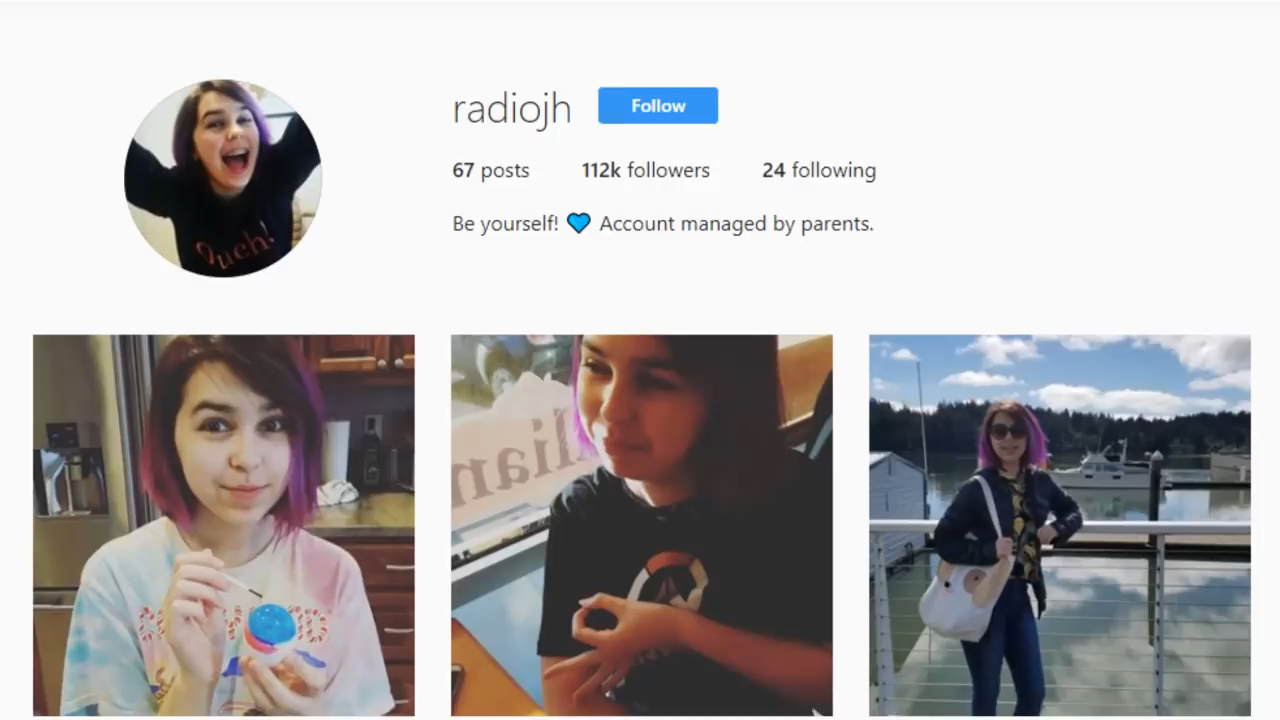 radiojh Follow
67 posts 112k followers 24 following
Be yourself! 💙 Account managed by parents.
Ouch!